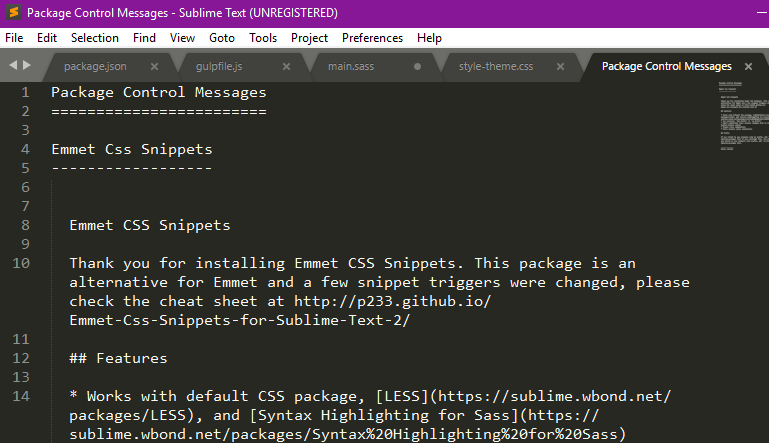 Package Control Messages - Sublime Text (UNREGISTERED)
File Edit Selection Find View Goto Tools Project Preferences Help
package.json × gulpfile.js × main.sass style-theme.css × Package Control Messages ×
1 Package Control Messages
2 ========================
3
4 Emmet Css Snippets
5 ------------------
6
7
8 Emmet CSS Snippets
9
10 Thank you for installing Emmet CSS Snippets. This package is an
alternative for Emmet and a few snippet triggers were changed, please
check the cheat sheet at http://p233.github.io/
Emmet-Css-Snippets-for-Sublime-Text-2/
11
12 ## Features
13
14 * Works with default CSS package, [LESS](https://sublime.wbond.net/
packages/LESS), and [Syntax Highlighting for Sass](https://
sublime.wbond.net/packages/Syntax%20Highlighting%20for%20Sass)